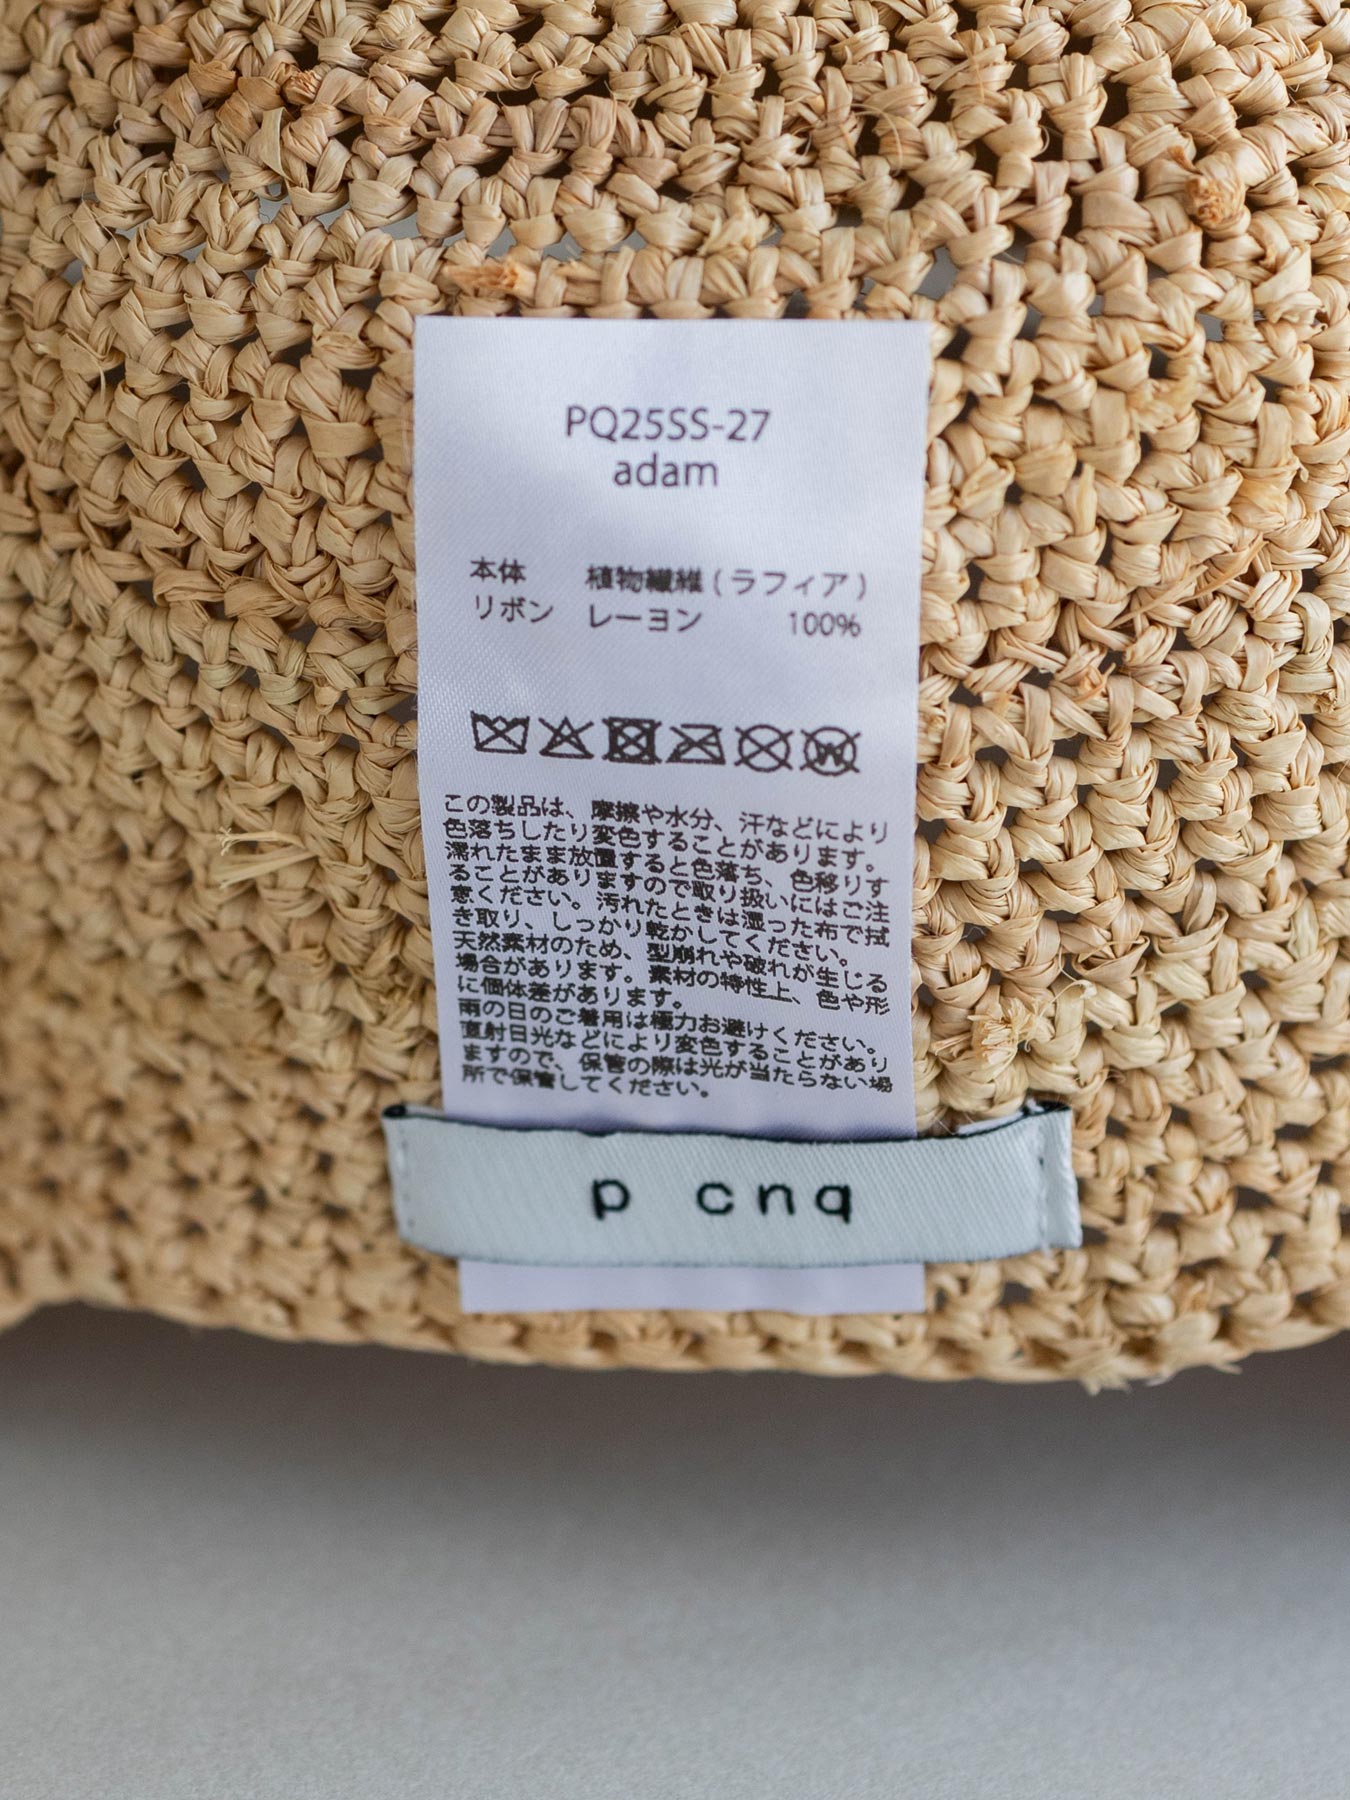 PQ25SS-27
adam
本体 植物繊維 ( ラフィア )
リボン レーヨン 100%
この製品は、摩擦や水分、汗などにより
色落ちしたり変色することがあります。
濡れたまま放置すると色落ち、色移りす
ることがありますので取り扱いにはご注
意ください。汚れたときは湿った布で拭
き取り、しっかり乾かしてください。
天然素材のため、型崩れや破れが生じる
場合があります。素材の特性上、色や形
に個体差があります。
雨の日のご着用は極力お避けください。
直射日光などにより変色することがあり
ますので、保管の際は光が当たらない場
所で保管してください。
p cnq